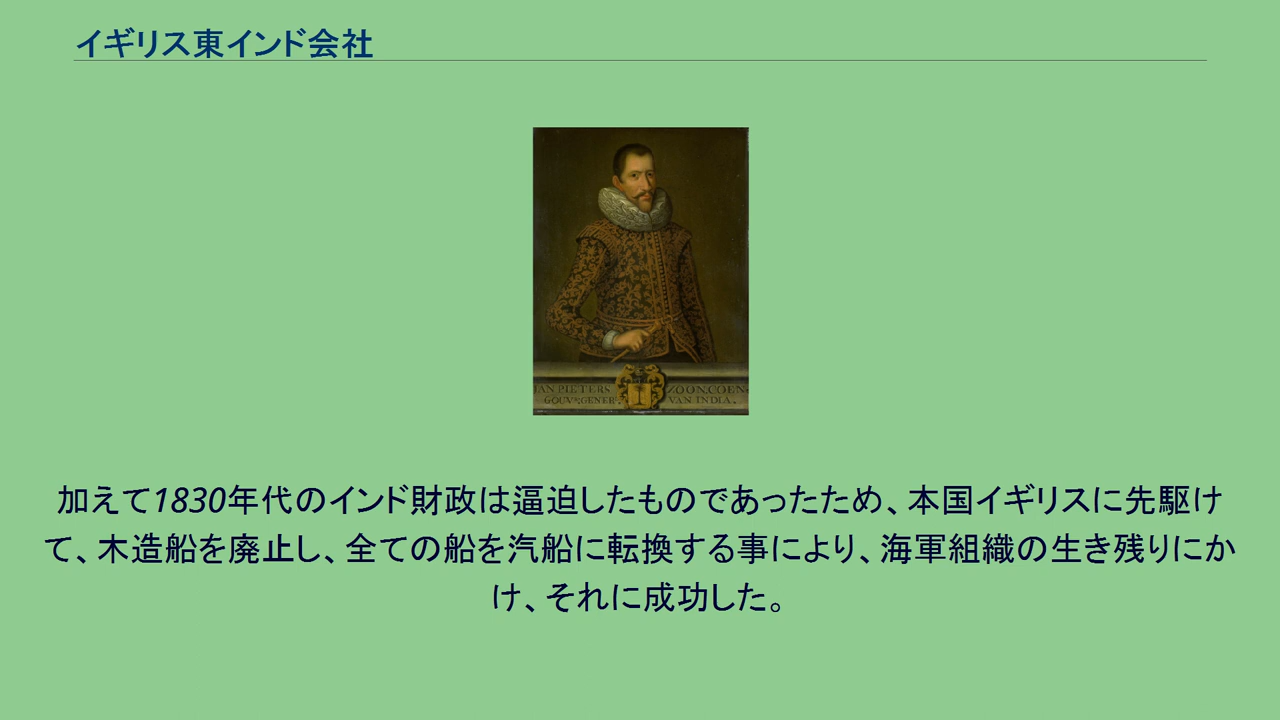 イギリス東インド会社
JAN PIETERS ZOON COEN
GOUVR GENER VAN INDIA.
加えて1830年代のインド財政は逼迫したものであったため、本国イギリスに先駆け
て、木造船を廃止し、全ての船を汽船に転換する事により、海軍組織の生き残りにか
け、それに成功した。